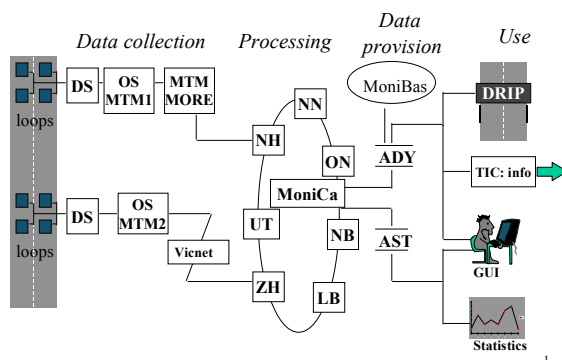 Data collection
Processing
Data
provision
Use
DS
OS
MTM1
MTM
MORE
loops
NN
NH
ON
MoniCa
UT
NB
ZH
LB
MoniBas
ADY
AST
DRIP
TIC: info
GUI
Statistics
DS
OS
MTM2
Vicnet
loops
1